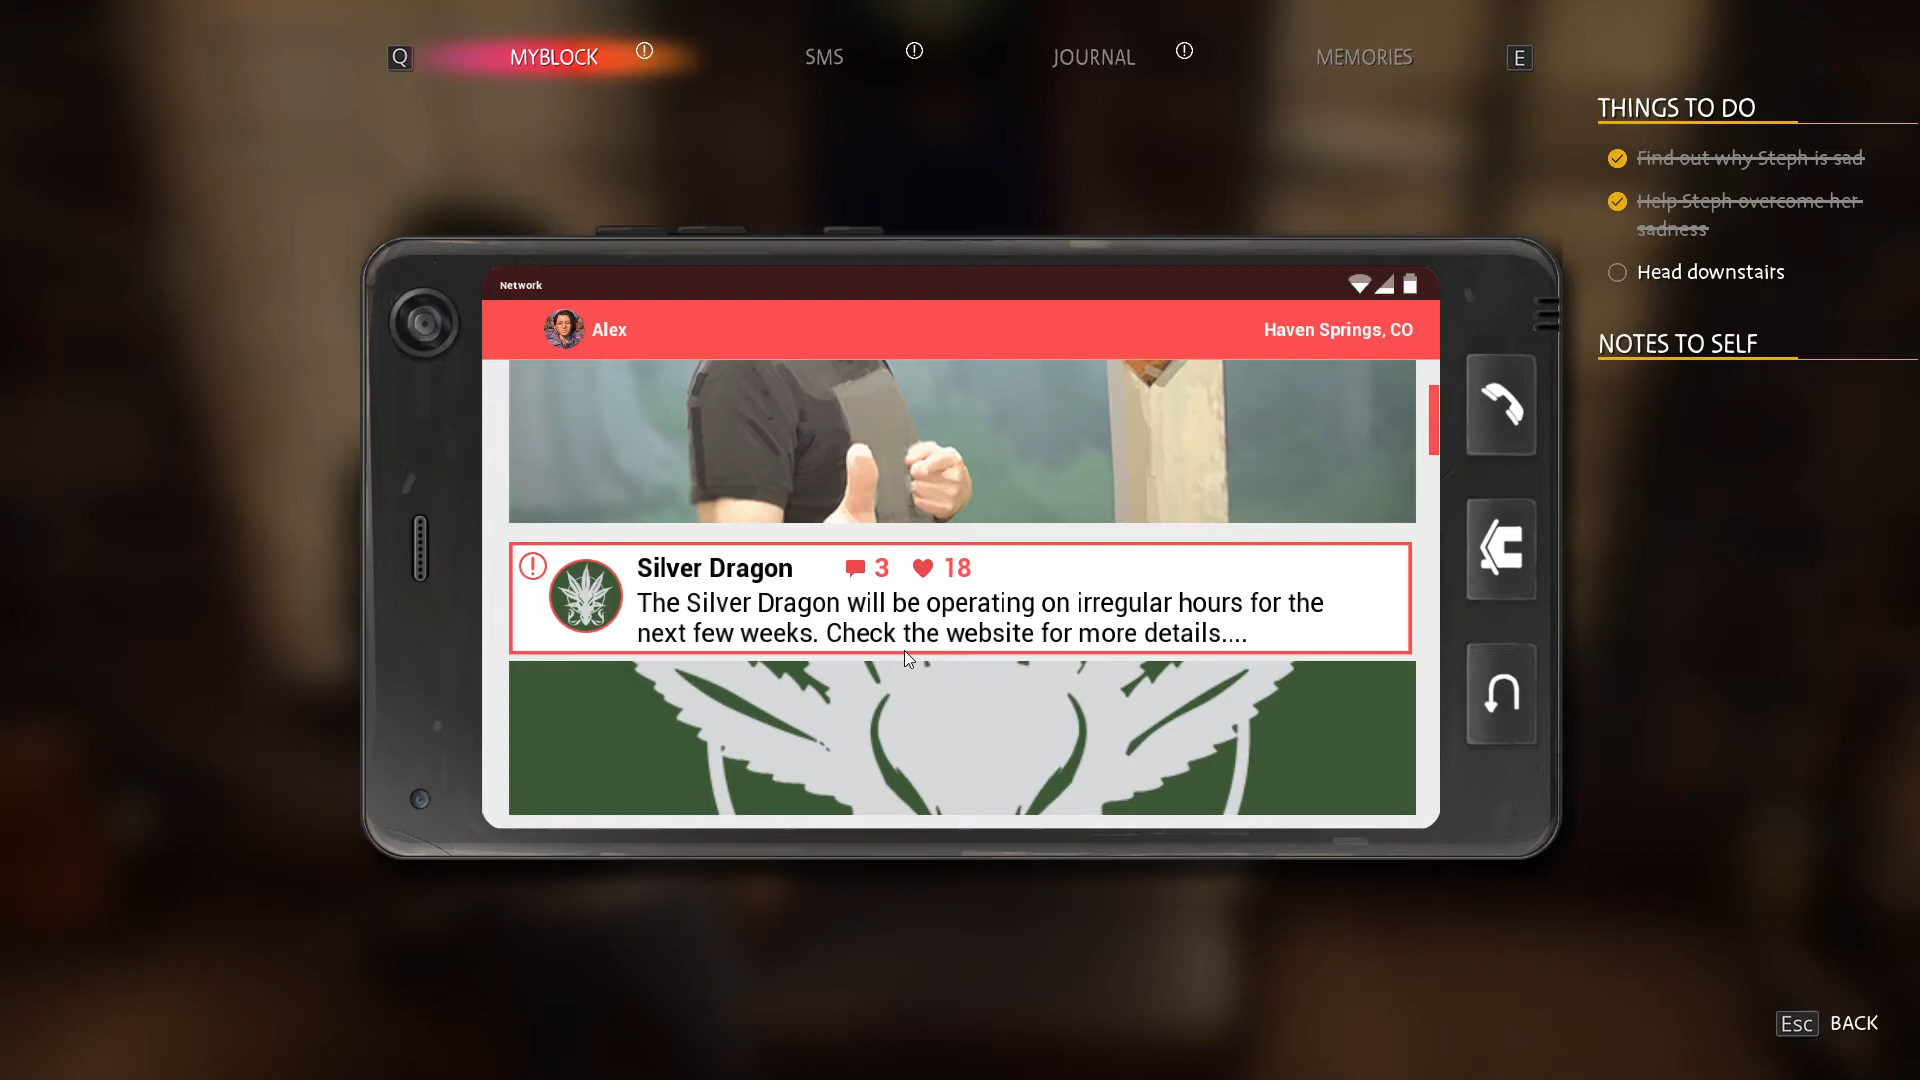 Q
MYBLOCK
SMS
JOURNAL
MEMORIES
E
THINGS TO DO
Find out why Steph is sad
Help Steph overcome her
sadness
Head downstairs
NOTES TO SELF
Network
Alex
Haven Springs, CO
Silver Dragon 3 18
The Silver Dragon will be operating on irregular hours for the
next few weeks. Check the website for more details....
Esc BACK